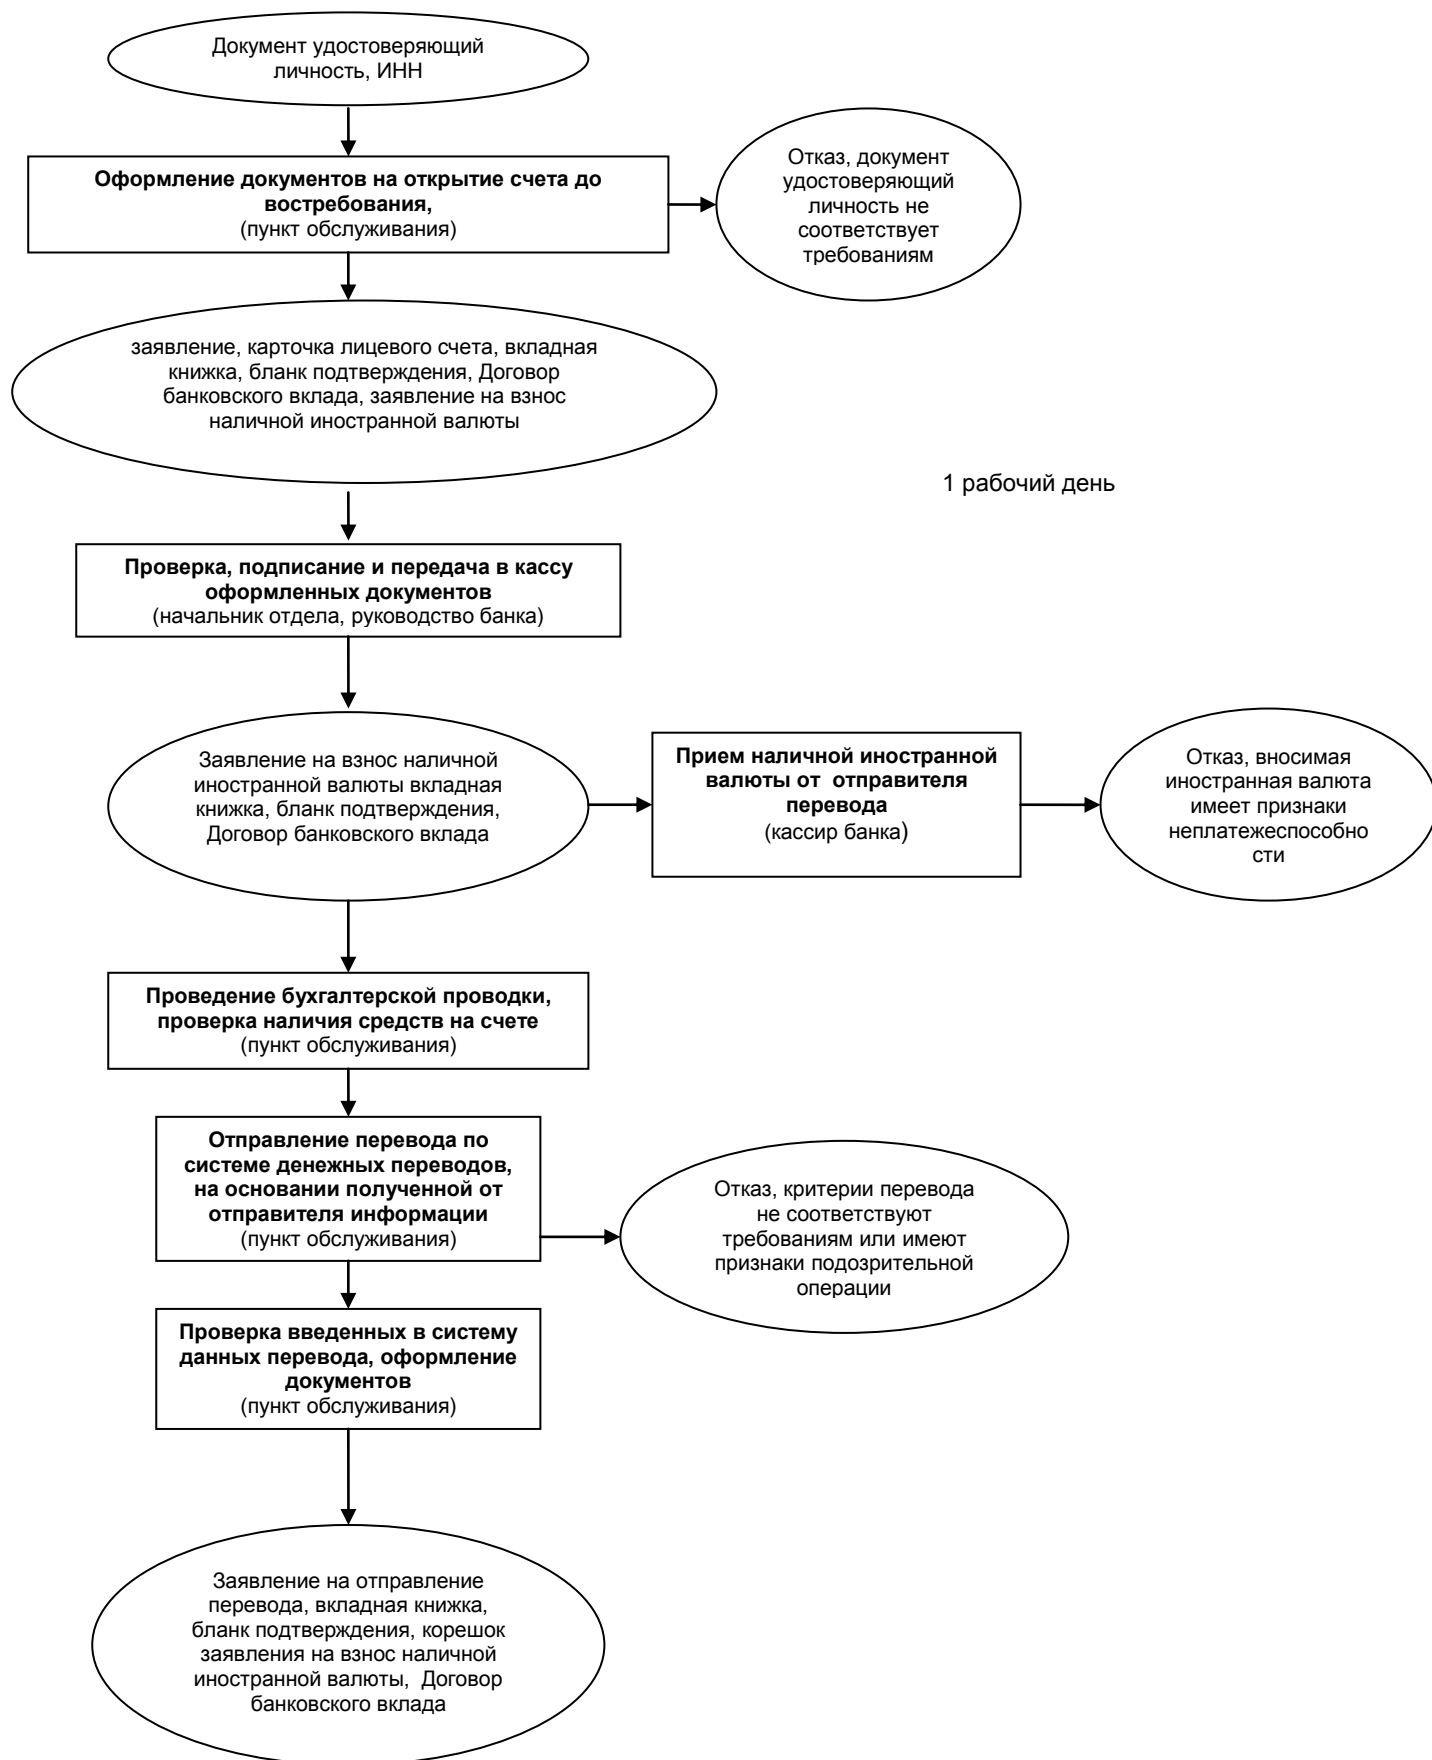 Документ удостоверяющий
личность, ИНН
Оформление документов на открытие счета до
востребования,
(пункт обслуживания)
Отказ, документ
удостоверяющий
личность не
соответствует
требованиям
заявление, карточка лицевого счета, вкладная
книжка, бланк подтверждения, Договор
банковского вклада, заявление на взнос
наличной иностранной валюты
1 рабочий день
Проверка, подписание и передача в кассу
оформленных документов
(начальник отдела, руководство банка)
Заявление на взнос наличной
иностранной валюты вкладная
книжка, бланк подтверждения,
Договор банковского вклада
Прием наличной иностранной
валюты от  отправителя
перевода
(кассир банка)
Отказ, вносимая
иностранная валюта
имеет признаки
неплатежеспособно
сти
Проведение бухгалтерской проводки,
проверка наличия средств на счете
(пункт обслуживания)
Отправление перевода по
системе денежных переводов,
на основании полученной от
отправителя информации
(пункт обслуживания)
Отказ, критерии перевода
не соответствуют
требованиям или имеют
признаки подозрительной
операции
Проверка введенных в систему
данных перевода, оформление
документов
(пункт обслуживания)
Заявление на отправление
перевода, вкладная книжка,
бланк подтверждения, корешок
заявления на взнос наличной
иностранной валюты,  Договор
банковского вклада